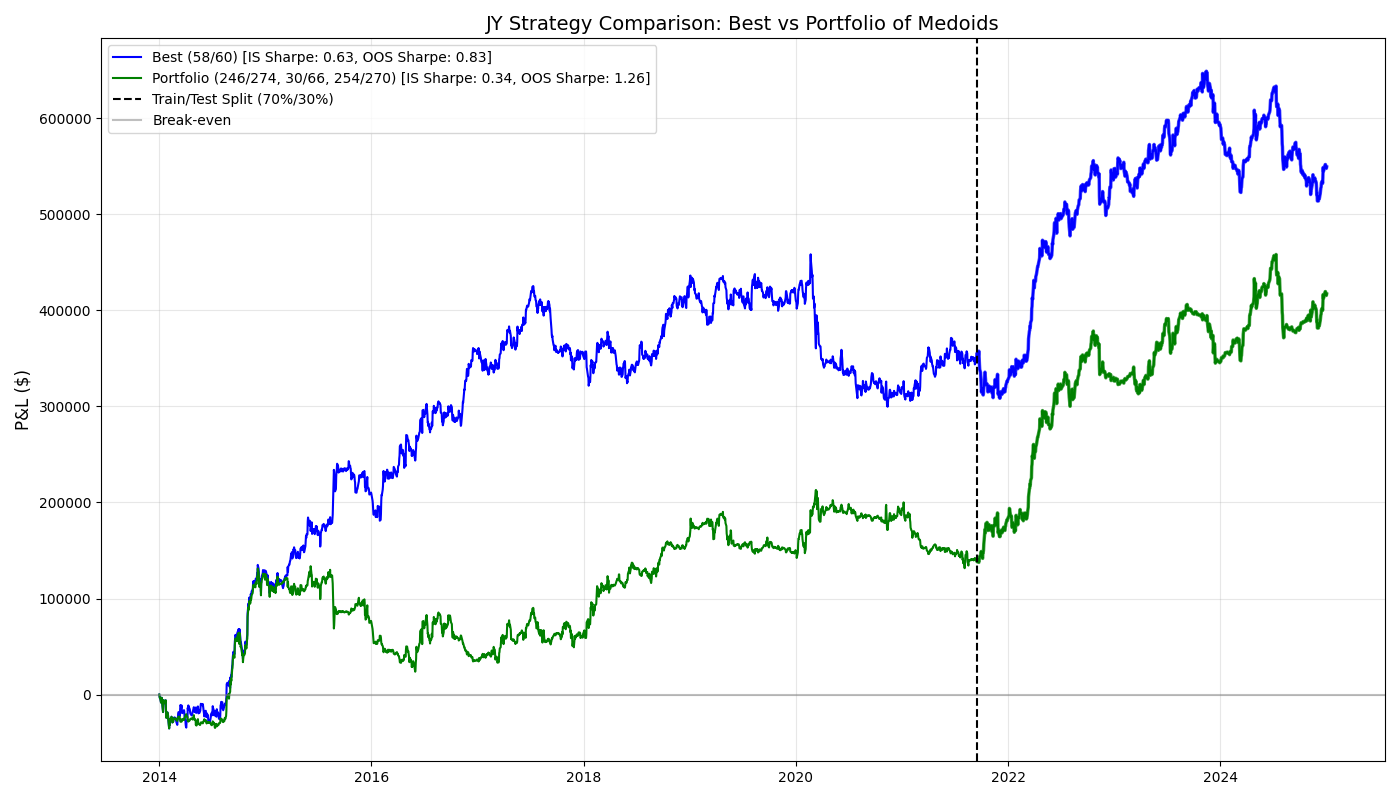 JY Strategy Comparison: Best vs Portfolio of Medoids
Best (58/60) [IS Sharpe: 0.63, OOS Sharpe: 0.83]
Portfolio (246/274, 30/66, 254/270) [IS Sharpe: 0.34, OOS Sharpe: 1.26]
Train/Test Split (70%/30%)
Break-even
P&L ($)
600000
500000
400000
300000
200000
100000
0
2014
2016
2018
2020
2022
2024